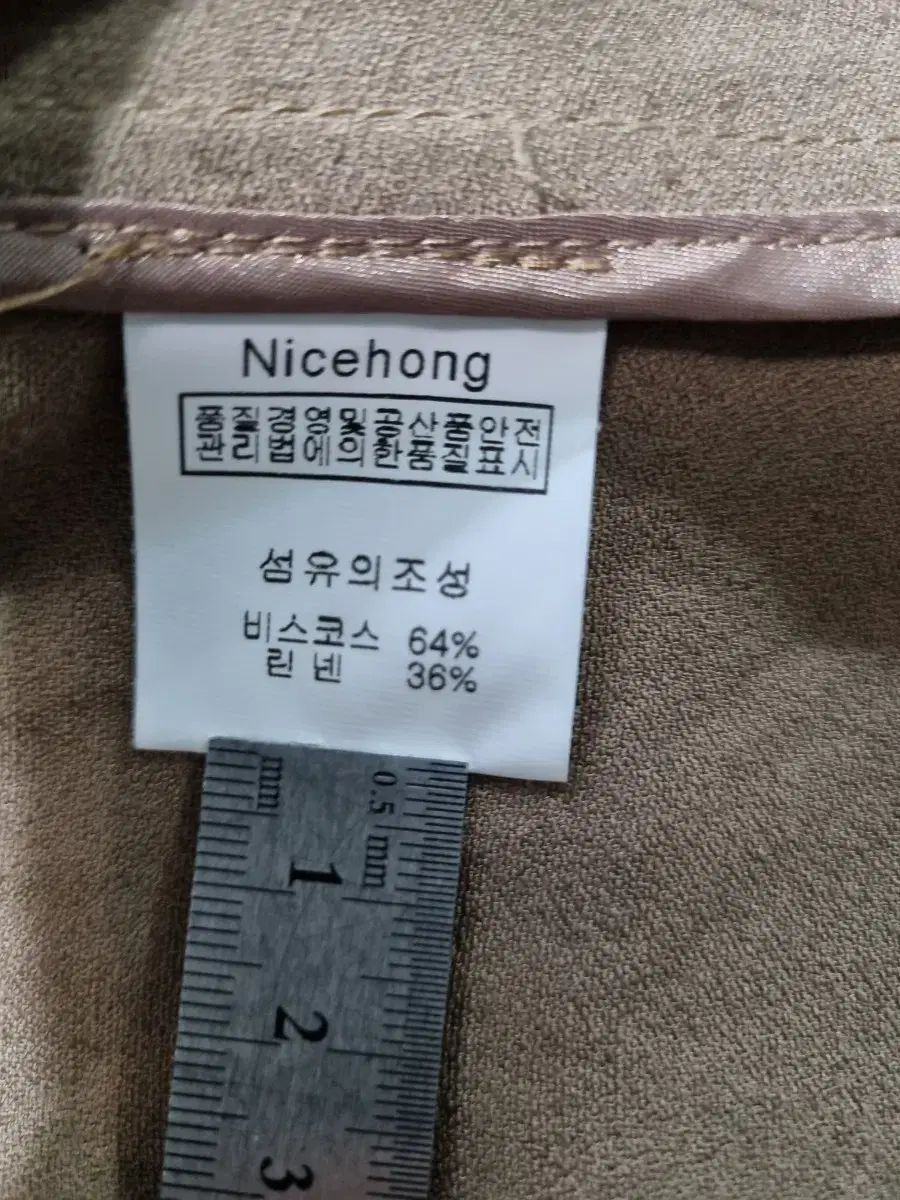 Nicehong
품질경영및공산품안전
관리법에의한품질표시
섬유의조성
비스코스 64%
린넨 36%
mm 0.5 mm
1
2
3